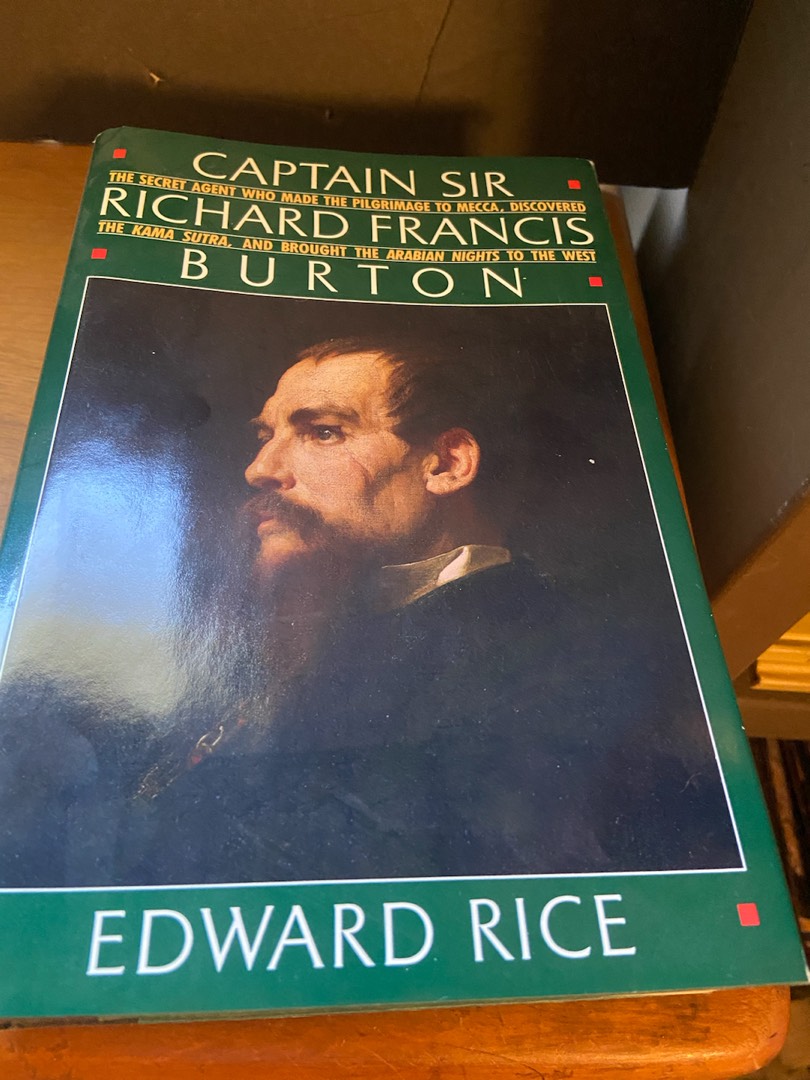 CAPTAIN SIR
THE SECRET AGENT WHO MADE THE PILGRIMAGE TO MECCA, DISCOVERED
RICHARD FRANCIS
THE KAMA SUTRA, AND BROUGHT THE ARABIAN NIGHTS TO THE WEST
BURTON
EDWARD RICE